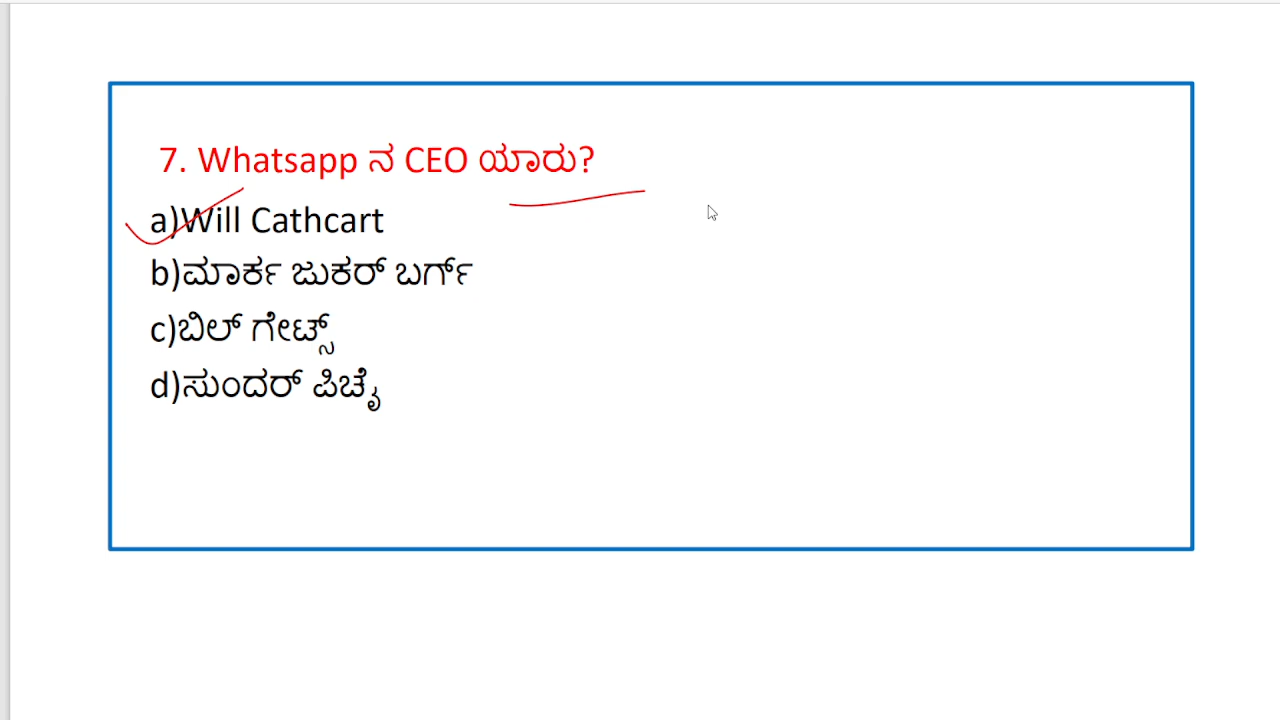 7. Whatsapp ನ CEO ಯಾರು?
a)Will Cathcart
b)ಮಾರ್ಕ ಜುಕರ್ ಬರ್ಗ್
c)ಬಿಲ್ ಗೇಟ್ಸ್
d)ಸುಂದರ್ ಪಿಚೈ